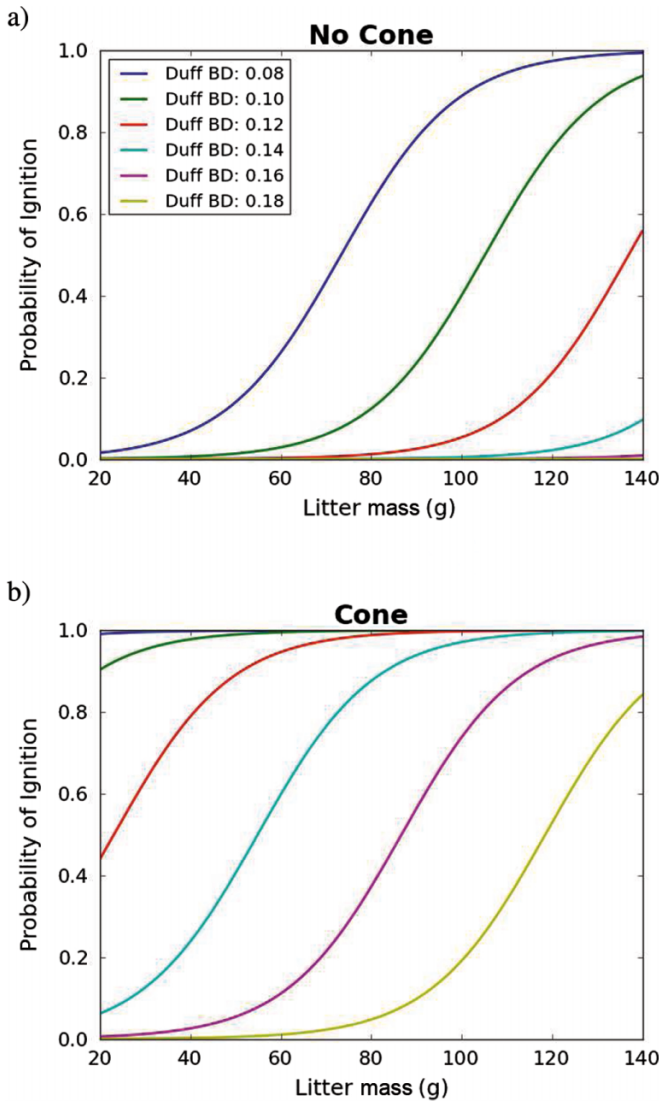 a)
No Cone
1.0
Duff BD: 0.08
Duff BD: 0.10
0.8
Duff BD: 0.12
Duff BD: 0.14
Duff BD: 0.16
0.6
Duff BD: 0.18
Probability of Ignition
0.4
0.2
0.0
20 40 60 80 100 120 140
Litter mass (g)
b)
Cone
1.0
0.8
0.6
Probability of Ignition
0.4
0.2
0.0
20 40 60 80 100 120 140
Litter mass (g)